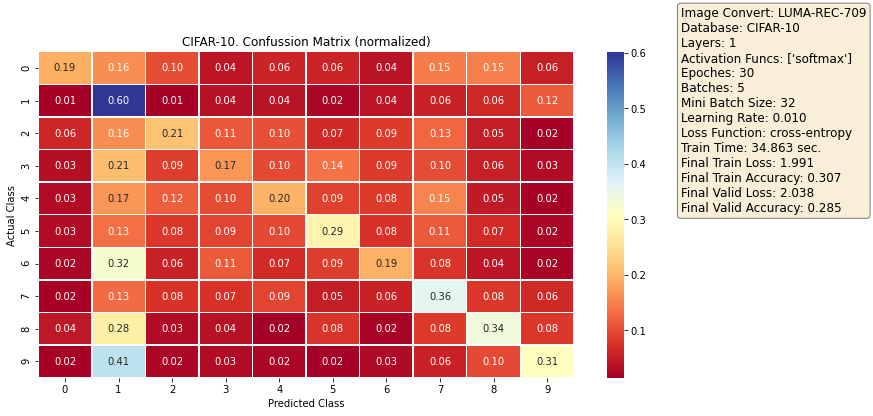 CIFAR-10. Confussion Matrix (normalized)
Actual Class
0 0.19 0.16 0.10 0.04 0.06 0.06 0.04 0.15 0.15 0.06
1 0.01 0.60 0.01 0.04 0.04 0.02 0.04 0.06 0.06 0.12
2 0.06 0.16 0.21 0.11 0.10 0.07 0.09 0.13 0.05 0.02
3 0.03 0.21 0.09 0.17 0.10 0.14 0.09 0.10 0.06 0.03
4 0.03 0.17 0.12 0.10 0.20 0.09 0.08 0.15 0.05 0.02
5 0.03 0.13 0.08 0.09 0.10 0.29 0.08 0.11 0.07 0.02
6 0.02 0.32 0.06 0.11 0.07 0.09 0.19 0.08 0.04 0.02
7 0.02 0.13 0.08 0.07 0.09 0.05 0.06 0.36 0.08 0.06
8 0.04 0.28 0.03 0.04 0.02 0.08 0.02 0.08 0.34 0.08
9 0.02 0.41 0.02 0.03 0.02 0.02 0.03 0.06 0.10 0.31
0 1 2 3 4 5 6 7 8 9
Predicted Class
0.6
0.5
0.4
0.3
0.2
0.1
Image Convert: LUMA-REC-709
Database: CIFAR-10
Layers: 1
Activation Funcs: ['softmax']
Epoches: 30
Batches: 5
Mini Batch Size: 32
Learning Rate: 0.010
Loss Function: cross-entropy
Train Time: 34.863 sec.
Final Train Loss: 1.991
Final Train Accuracy: 0.307
Final Valid Loss: 2.038
Final Valid Accuracy: 0.285